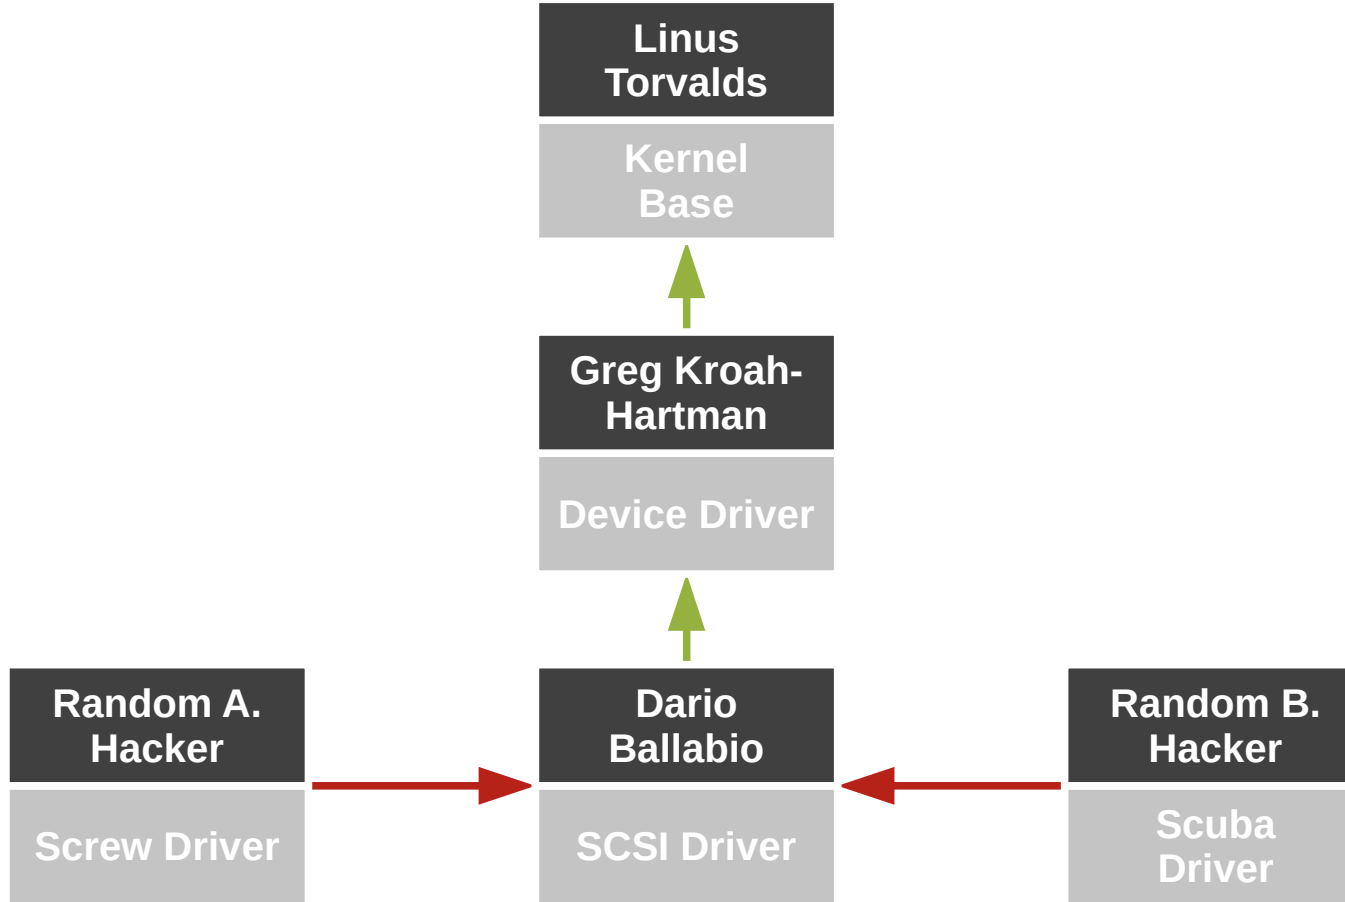 Linus
Torvalds
Kernel
Base
Greg Kroah-
Hartman
Device Driver
Random A.
Hacker
Screw Driver
Dario
Ballabio
SCSI Driver
Random B.
Hacker
Scuba
Driver